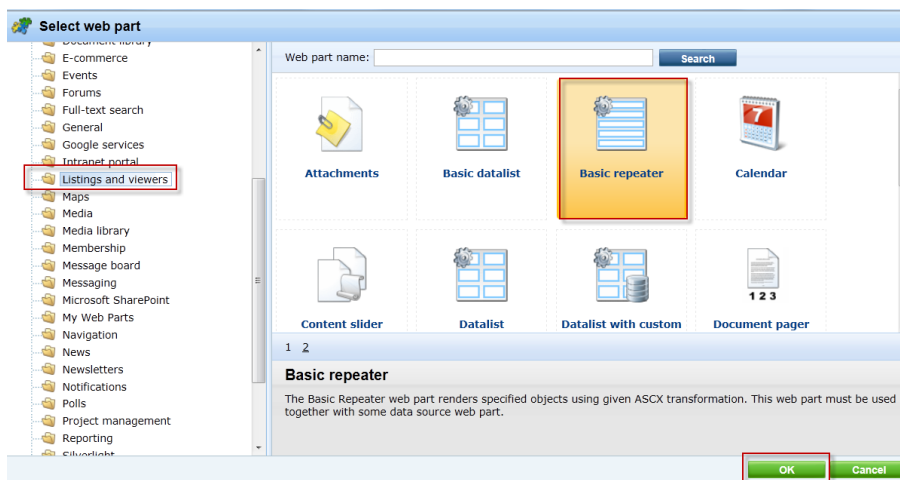 Select web part
Document library
E-commerce
Events
Forums
Full-text search
General
Google services
Intranet portal
Listings and viewers
Maps
Media
Media library
Membership
Message board
Messaging
Microsoft SharePoint
My Web Parts
Navigation
News
Newsletters
Notifications
Polls
Project management
Reporting
Silverlight
Web part name:
Search
7
Attachments
Basic datalist
Basic repeater
Calendar
1 2 3
Content slider
Datalist
Datalist with custom
Document pager
1 2
Basic repeater
The Basic Repeater web part renders specified objects using given ASCX transformation. This web part must be used
together with some data source web part.
OK
Cancel